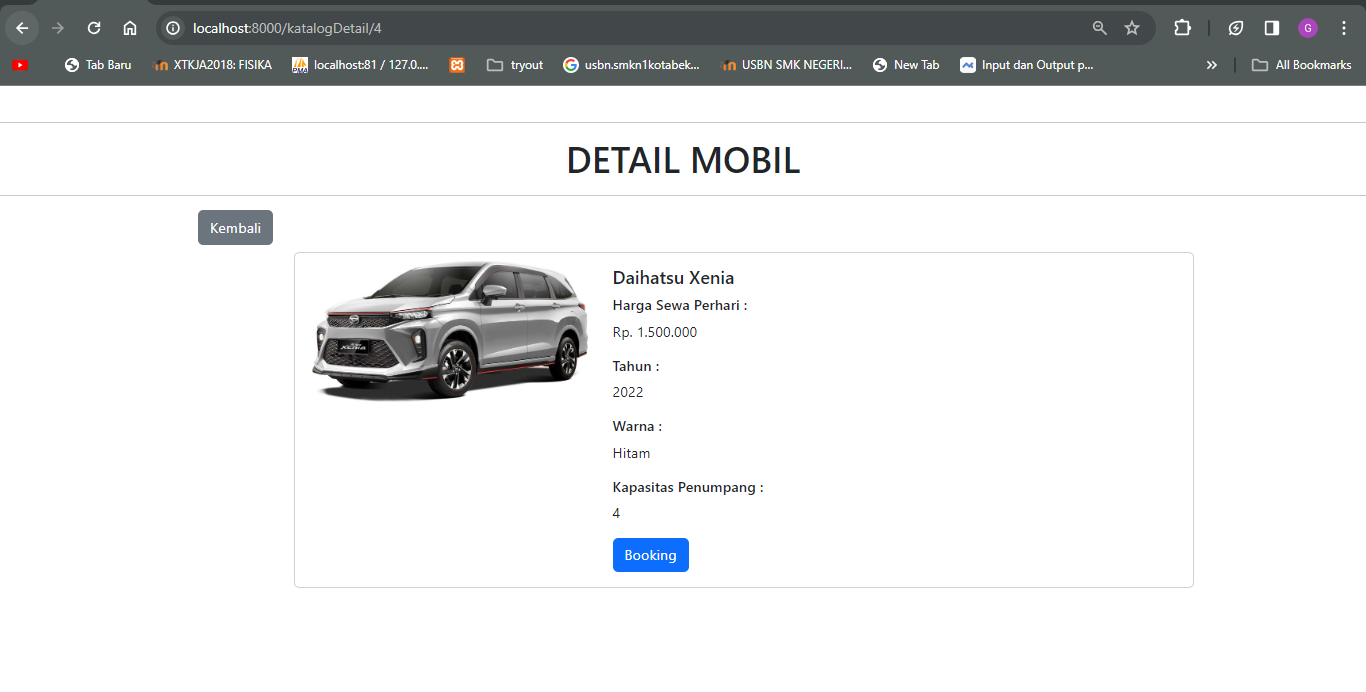 localhost:8000/katalogDetail/4
G
Tab Baru
XTKJA2018: FISIKA
PMA
localhost:81 / 127.0....
tryout
usbn.smkn1kotabek...
USBN SMK NEGERI...
New Tab
Input dan Output p...
»
All Bookmarks
DETAIL MOBIL
Kembali
Daihatsu Xenia
Harga Sewa Perhari :
Rp. 1.500.000
Tahun :
2022
Warna :
Hitam
Kapasitas Penumpang :
4
Booking
XENIA